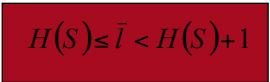 H(S) ≤ l̄ < H(S)+1